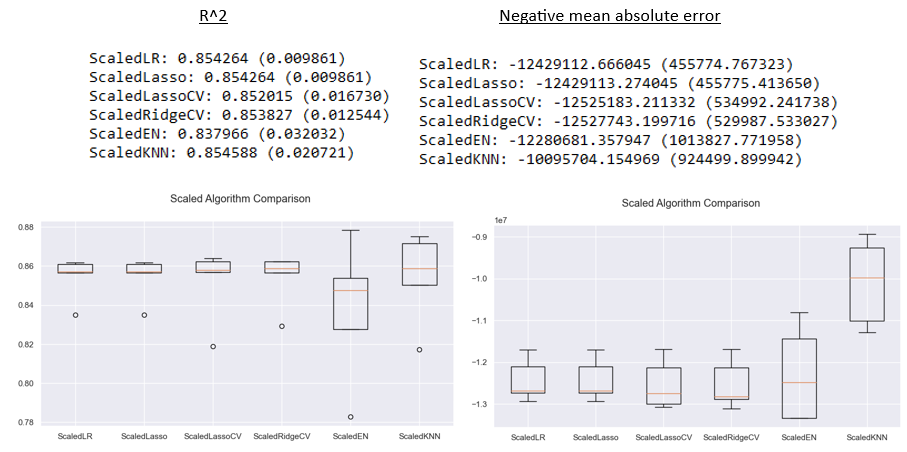 R^2
ScaledLR: 0.854264 (0.009861)
ScaledLasso: 0.854264 (0.009861)
ScaledLassoCV: 0.852015 (0.016730)
ScaledRidgeCV: 0.853827 (0.012544)
ScaledEN: 0.837966 (0.032032)
ScaledKNN: 0.854588 (0.020721)
Negative mean absolute error
ScaledLR: -12429112.666045 (455774.767323)
ScaledLasso: -12429113.274045 (455775.413650)
ScaledLassoCV: -12525183.211332 (534992.241738)
ScaledRidgeCV: -12527743.199716 (529987.533027)
ScaledEN: -12280681.357947 (1013827.771958)
ScaledKNN: -10095704.154969 (924499.899942)
Scaled Algorithm Comparison
0.88
0.86
0.84
0.82
0.80
0.78
ScaledLR ScaledLasso ScaledLassoCV ScaledRidgeCV ScaledEN ScaledKNN
Scaled Algorithm Comparison
1e7
−0.9
−1.0
−1.1
−1.2
−1.3
ScaledLR ScaledLasso ScaledLassoCV ScaledRidgeCV ScaledEN ScaledKNN